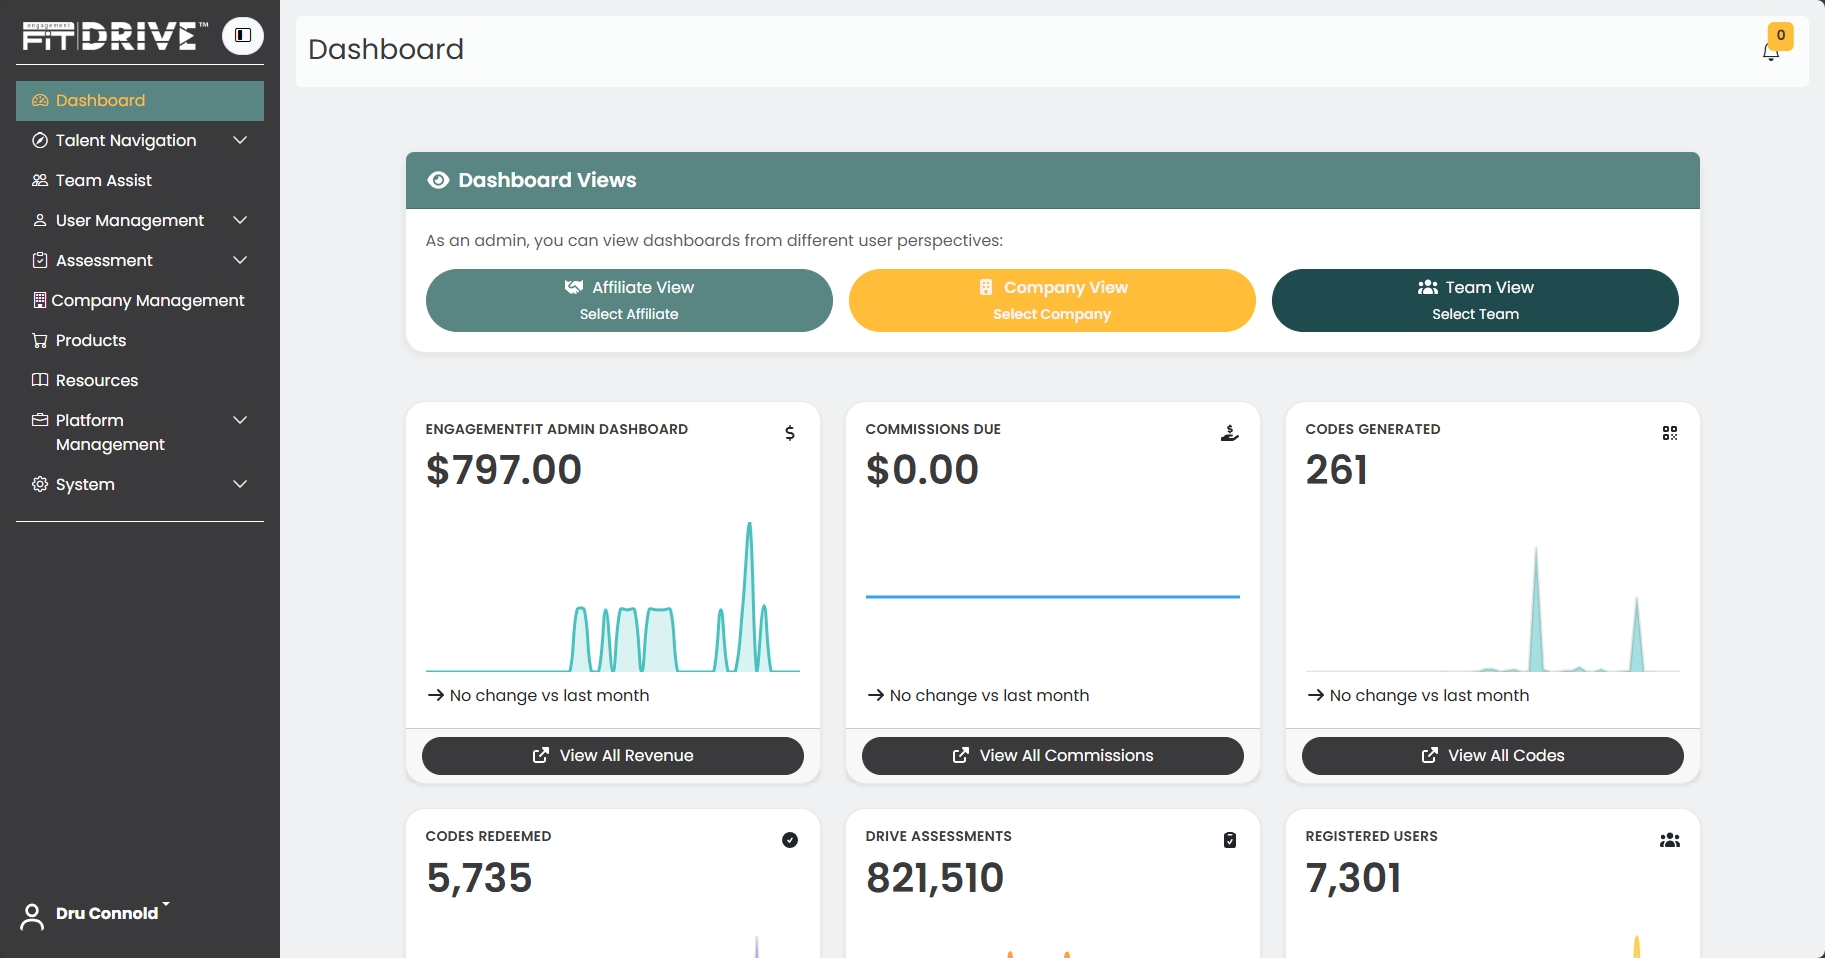 engagement
FiT|DRIVE™
Dashboard
Talent Navigation
Team Assist
User Management
Assessment
Company Management
Products
Resources
Platform
Management
System
Dru Connold
Dashboard
0
Dashboard Views
As an admin, you can view dashboards from different user perspectives:
Affiliate View
Select Affiliate
Company View
Select Company
Team View
Select Team
ENGAGEMENTFIT ADMIN DASHBOARD
$797.00
No change vs last month
View All Revenue
COMMISSIONS DUE
$0.00
No change vs last month
View All Commissions
CODES GENERATED
261
No change vs last month
View All Codes
CODES REDEEMED
5,735
DRIVE ASSESSMENTS
821,510
REGISTERED USERS
7,301